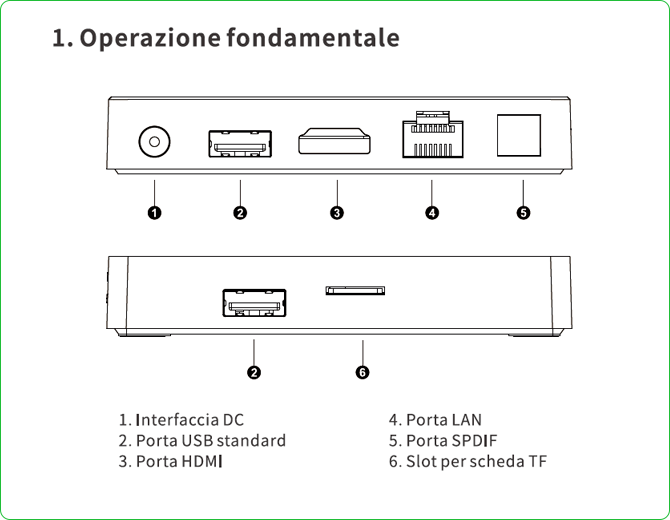 1. Operazione fondamentale
1 2 3 4 5
2 6
1. Interfaccia DC
2. Porta USB standard
3. Porta HDMI
4. Porta LAN
5. Porta SPDIF
6. Slot per scheda TF